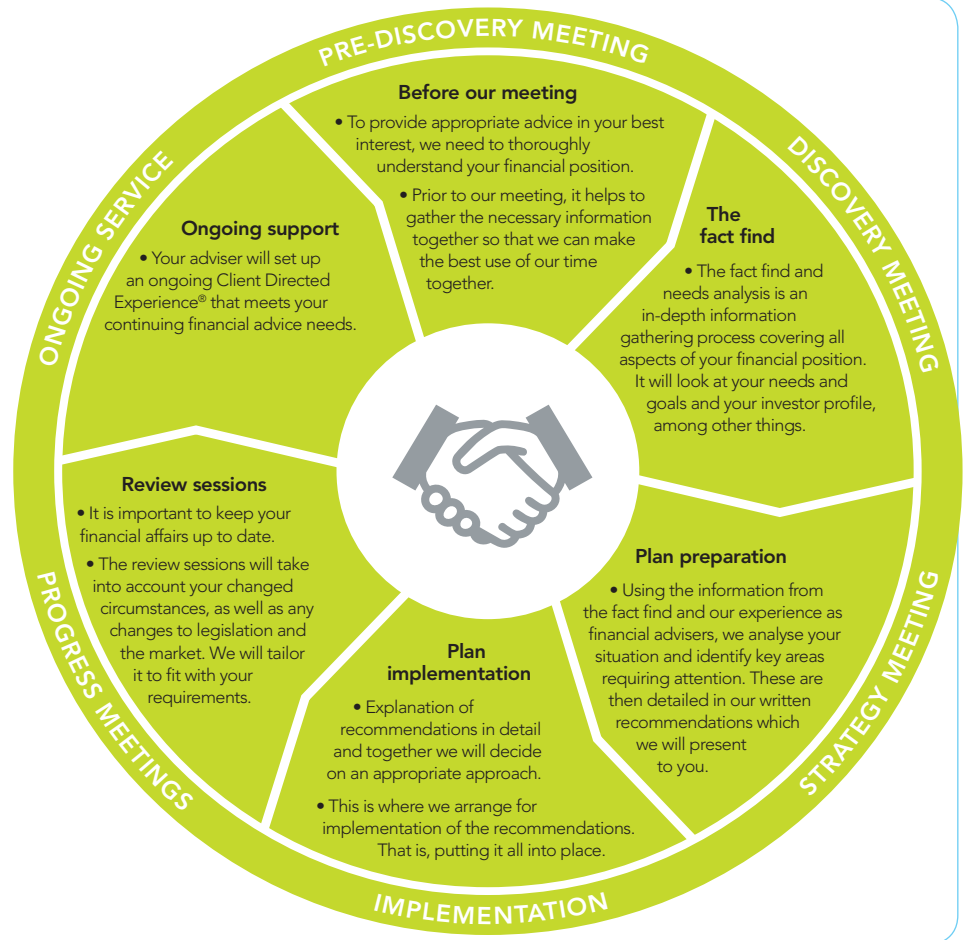 PRE-DISCOVERY MEETING
Before our meeting
• To provide appropriate advice in your best
interest, we need to thoroughly
understand your financial position.
• Prior to our meeting, it helps to
gather the necessary information
together so that we can make
the best use of our time
together.
DISCOVERY MEETING
The
fact find
• The fact find and
needs analysis is an
in-depth information
gathering process covering all
aspects of your financial position.
It will look at your needs and
goals and your investor profile,
among other things.
STRATEGY MEETING
Plan preparation
• Using the information from
the fact find and our experience as
financial advisers, we analyse your
situation and identify key areas
requiring attention. These are
then detailed in our written
recommendations which
we will present
to you.
IMPLEMENTATION
Plan
implementation
• Explanation of
recommendations in detail
and together we will decide
on an appropriate approach.
• This is where we arrange for
implementation of the recommendations.
That is, putting it all into place.
PROGRESS MEETINGS
Review sessions
• It is important to keep your
financial affairs up to date.
• The review sessions will take
into account your changed
circumstances, as well as any
changes to legislation and
the market. We will tailor
it to fit with your
requirements.
ONGOING SERVICE
Ongoing support
• Your adviser will set up
an ongoing Client Directed
Experience® that meets your
continuing financial advice needs.